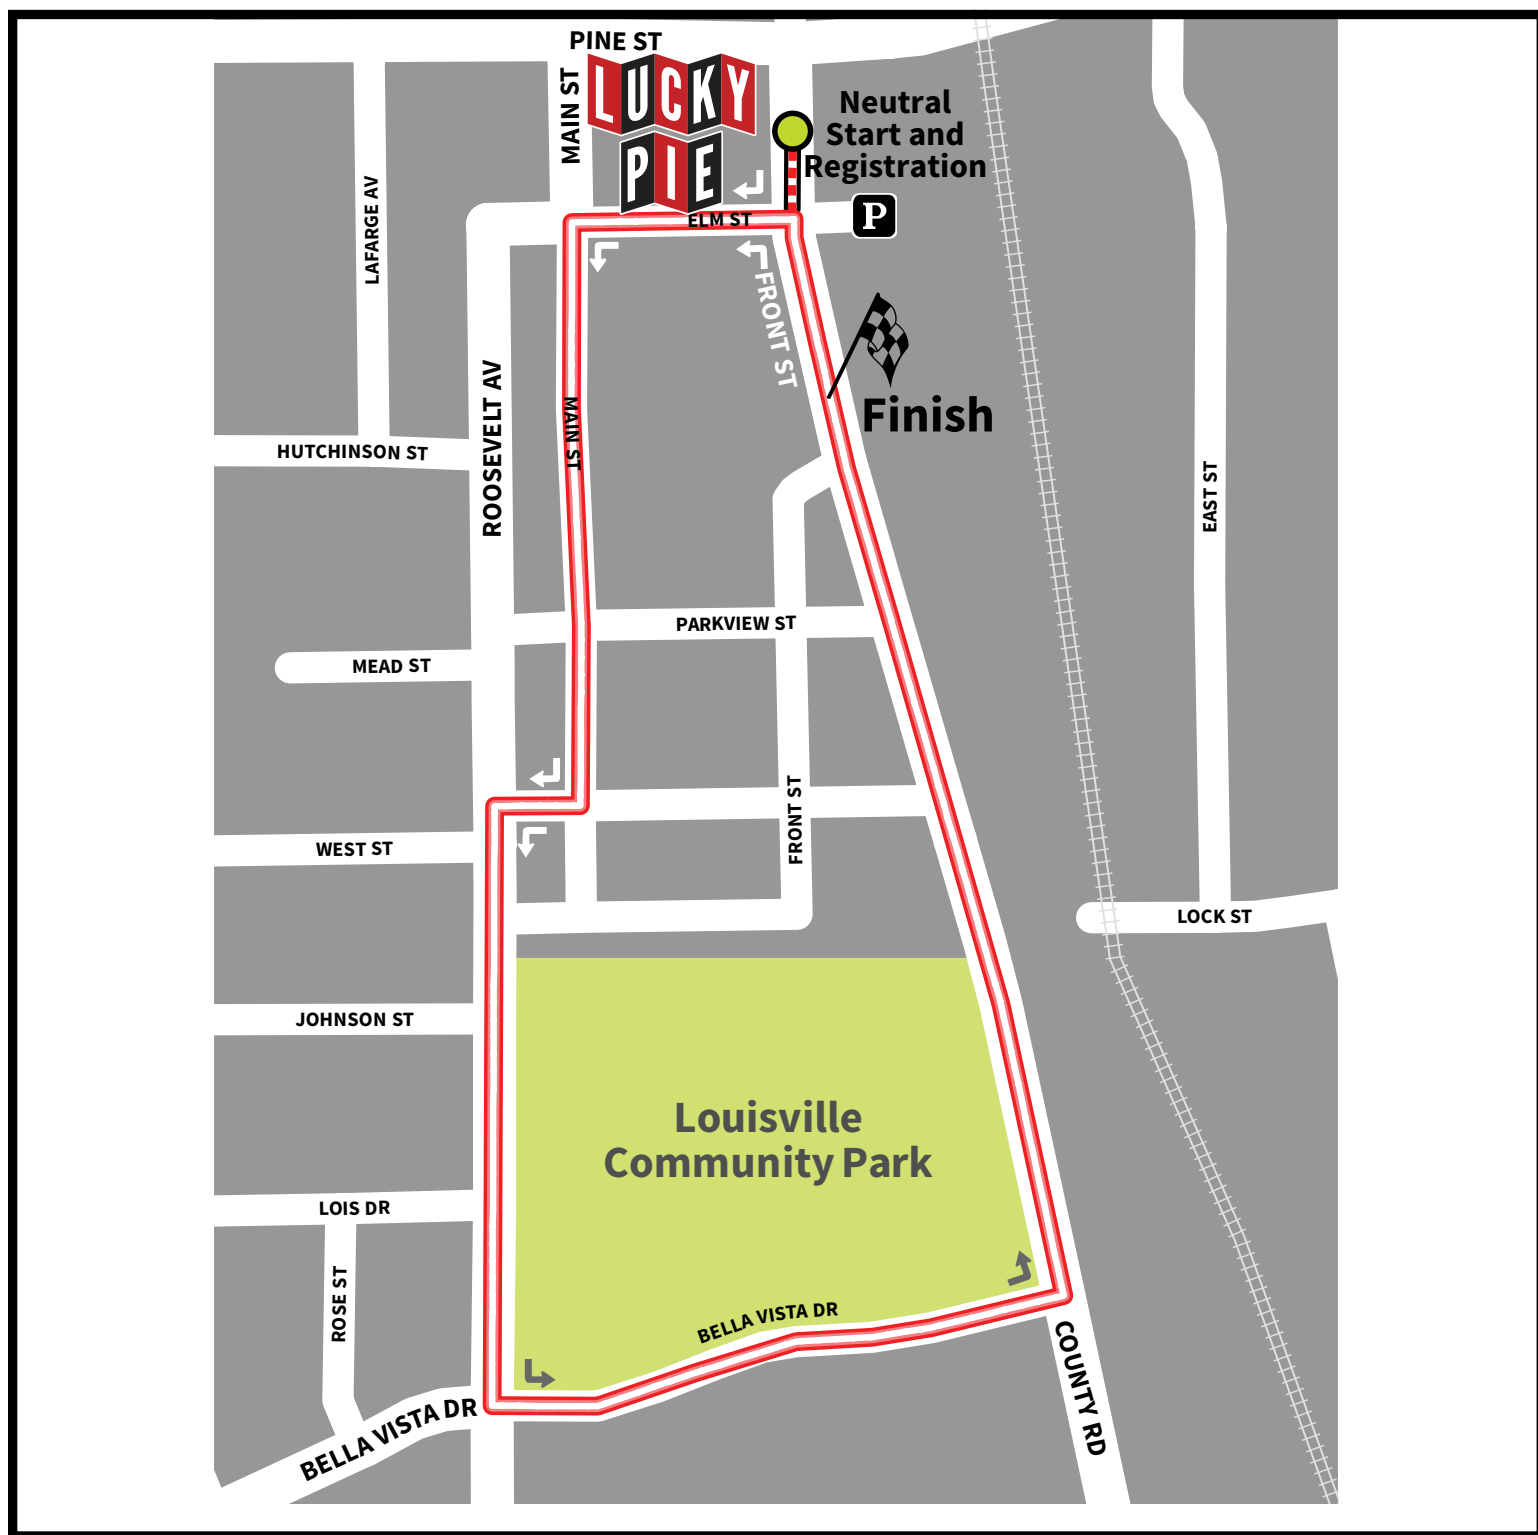 PINE ST
MAIN ST
LUCKY
PIE
Neutral
Start and
Registration
P
LAFARGE AV
ELM ST
FRONT ST
Finish
ROOSEVELT AV
MAIN ST
HUTCHINSON ST
EAST ST
PARKVIEW ST
MEAD ST
FRONT ST
WEST ST
LOCK ST
JOHNSON ST
Louisville
Community Park
LOIS DR
ROSE ST
BELLA VISTA DR
COUNTY RD
BELLA VISTA DR